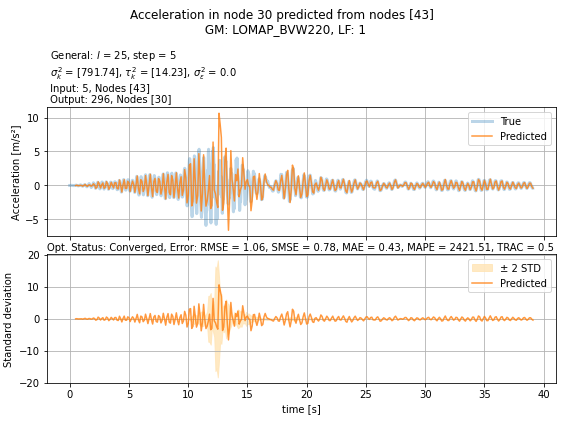 Acceleration in node 30 predicted from nodes [43]
GM: LOMAP_BVW220, LF: 1
General: l = 25, step = 5
σ²ₖ = [791.74], τ²ₖ = [14.23], σ²ε = 0.0
Input: 5, Nodes [43]
Output: 296, Nodes [30]
Acceleration [m/s²]
10
5
0
−5
True
Predicted
Opt. Status: Converged, Error: RMSE = 1.06, SMSE = 0.78, MAE = 0.43, MAPE = 2421.51, TRAC = 0.5
Standard deviation
20
10
0
−10
−20
± 2 STD
Predicted
0 5 10 15 20 25 30 35 40
time [s]